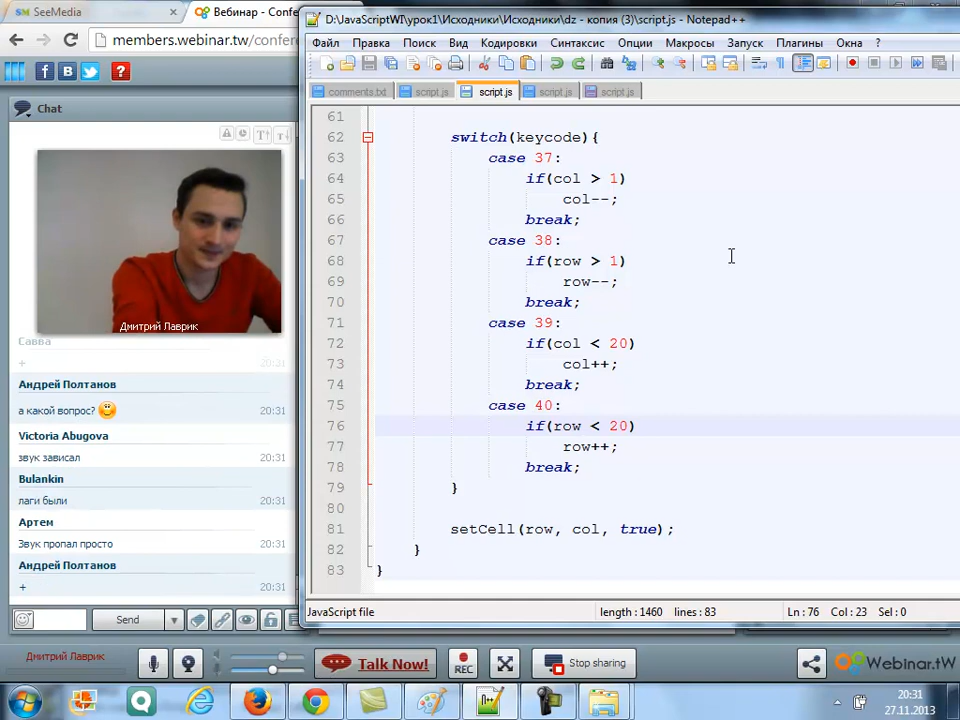 SeeMedia
Вебинар - Confe
members.webinar.tw/confere
Chat
Дмитрий Лаврик
Савва
+
20:31
Андрей Полтанов
а какой вопрос?
20:31
Victoria Abugova
звук зависал
20:31
Bulankin
лаги были
20:31
Артем
Звук пропал просто
20:31
Андрей Полтанов
+
20:31
Send
Дмитрий Лаврик
Talk Now!
REC
Stop sharing
Webinar.tW
D:\JavaScriptWI\урок1\Исходники\Исходники\dz - копия (3)\script.js - Notepad++
Файл Правка Поиск Вид Кодировки Синтаксис Опции Макросы Запуск Плагины Окна ?
comments.txt script.js script.js script.js script.js
61
62 switch(keycode){
63 case 37:
64 if(col > 1)
65 col--;
66 break;
67 case 38:
68 if(row > 1)
69 row--;
70 break;
71 case 39:
72 if(col < 20)
73 col++;
74 break;
75 case 40:
76 if(row < 20)
77 row++;
78 break;
79 }
80
81 setCell(row, col, true);
82 }
83 }
JavaScript file length : 1460 lines : 83 Ln : 76 Col : 23 Sel : 0
20:31
27.11.2013